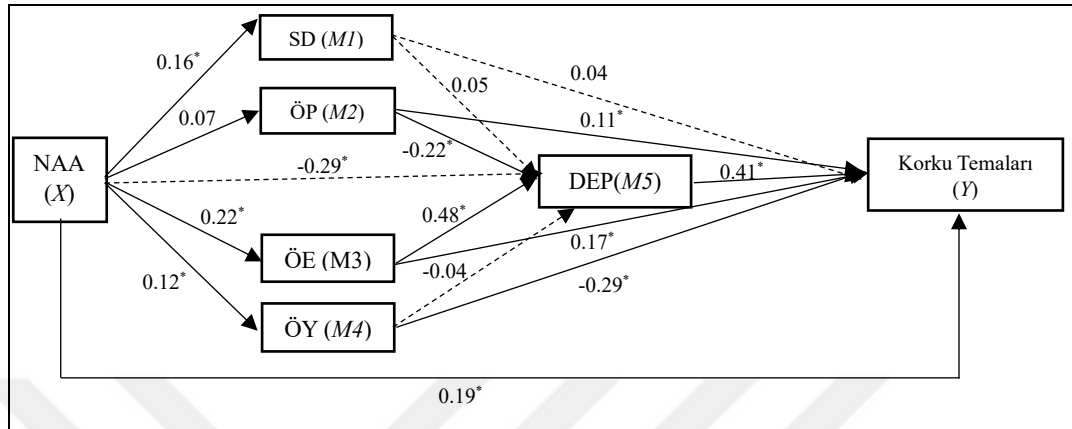 SD (M1)
0.16*
0.04
0.05
ÖP (M2)
0.07
0.11*
-0.22*
NAA
(X)
-0.29*
DEP(M5)
0.41*
Korku Temaları
(Y)
0.22*
0.48*
ÖE (M3)
0.17*
-0.04
0.12*
-0.29*
ÖY (M4)
0.19*